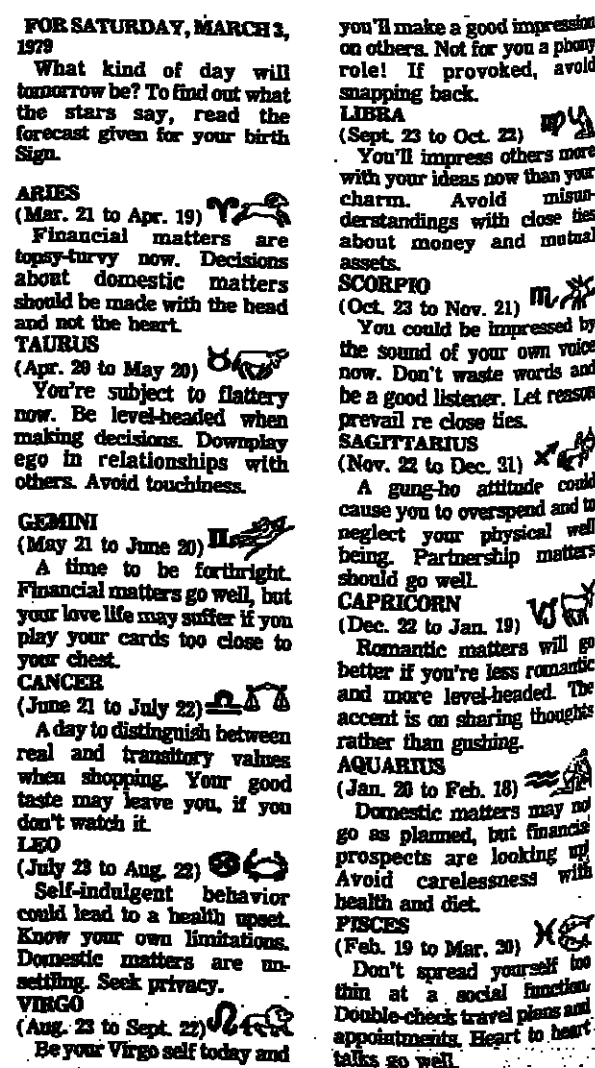 FOR SATURDAY, MARCH 3,
1979
What kind of day will
tomorrow be? To find out what
the stars say, read the
forecast given for your birth
Sign.
ARIES
(Mar. 21 to Apr. 19)
Financial matters are
topsy-turvy now. Decisions
about domestic matters
should be made with the head
and not the heart.
TAURUS
(Apr. 20 to May 20)
You're subject to flattery
now. Be level-headed when
making decisions. Downplay
ego in relationships with
others. Avoid touchiness.
GEMINI
(May 21 to June 20)
A time to be forthright.
Financial matters go well, but
your love life may suffer if you
play your cards too close to
your chest.
CANCER
(June 21 to July 22)
A day to distinguish between
real and transitory values
when shopping. Your good
taste may leave you, if you
don't watch it.
LEO
(July 23 to Aug. 22)
Self-indulgent behavior
could lead to a health upset.
Know your own limitations.
Domestic matters are un-
settling. Seek privacy.
VIRGO
(Aug. 23 to Sept. 22)
Be your Virgo self today and
you'll make a good impression
on others. Not for you a phony
role! If provoked, avoid
snapping back.
LIBRA
(Sept. 23 to Oct. 22)
You'll impress others more
with your ideas now than your
charm. Avoid misun-
derstandings with close ties
about money and mutual
assets.
SCORPIO
(Oct. 23 to Nov. 21)
You could be impressed by
the sound of your own voice
now. Don't waste words and
be a good listener. Let reason
prevail re close ties.
SAGITTARIUS
(Nov. 22 to Dec. 31)
A gung-ho attitude could
cause you to overspend and to
neglect your physical well
being. Partnership matters
should go well.
CAPRICORN
(Dec. 22 to Jan. 19)
Romantic matters will go
better if you're less romantic
and more level-headed. The
accent is on sharing thoughts
rather than gushing.
AQUARIUS
(Jan. 20 to Feb. 18)
Domestic matters may not
go as planned, but financial
prospects are looking up.
Avoid carelessness with
health and diet.
PISCES
(Feb. 19 to Mar. 20)
Don't spread yourself too
thin at a social function.
Double-check travel plans and
appointments. Heart to heart
talks go well.